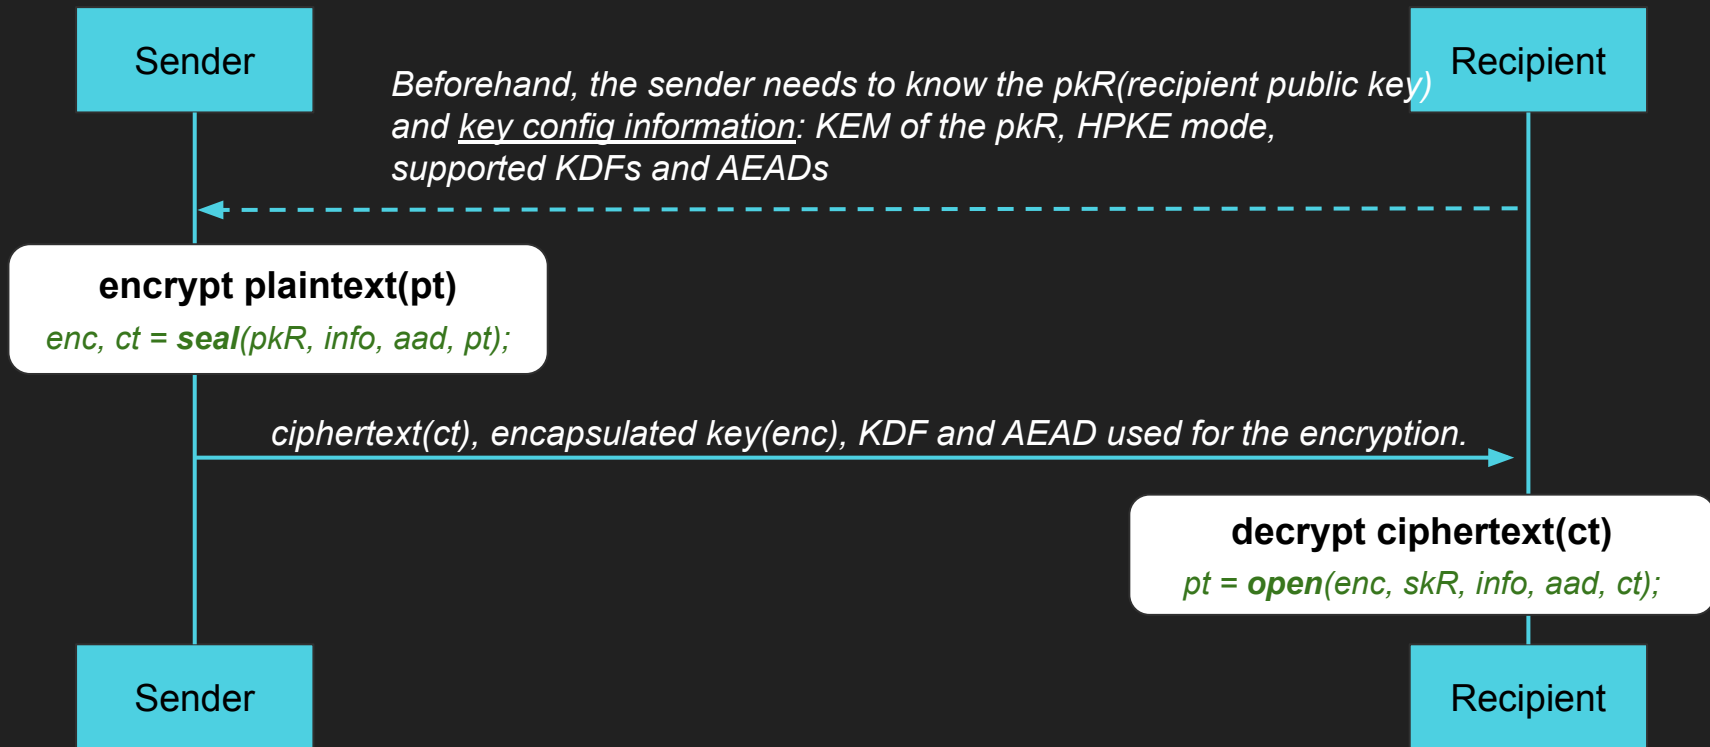 Sender
Recipient
Beforehand, the sender needs to know the pkR(recipient public key)
and key config information: KEM of the pkR, HPKE mode,
supported KDFs and AEADs
encrypt plaintext(pt)
enc, ct = seal(pkR, info, aad, pt);
ciphertext(ct), encapsulated key(enc), KDF and AEAD used for the encryption.
decrypt ciphertext(ct)
pt = open(enc, skR, info, aad, ct);
Sender
Recipient